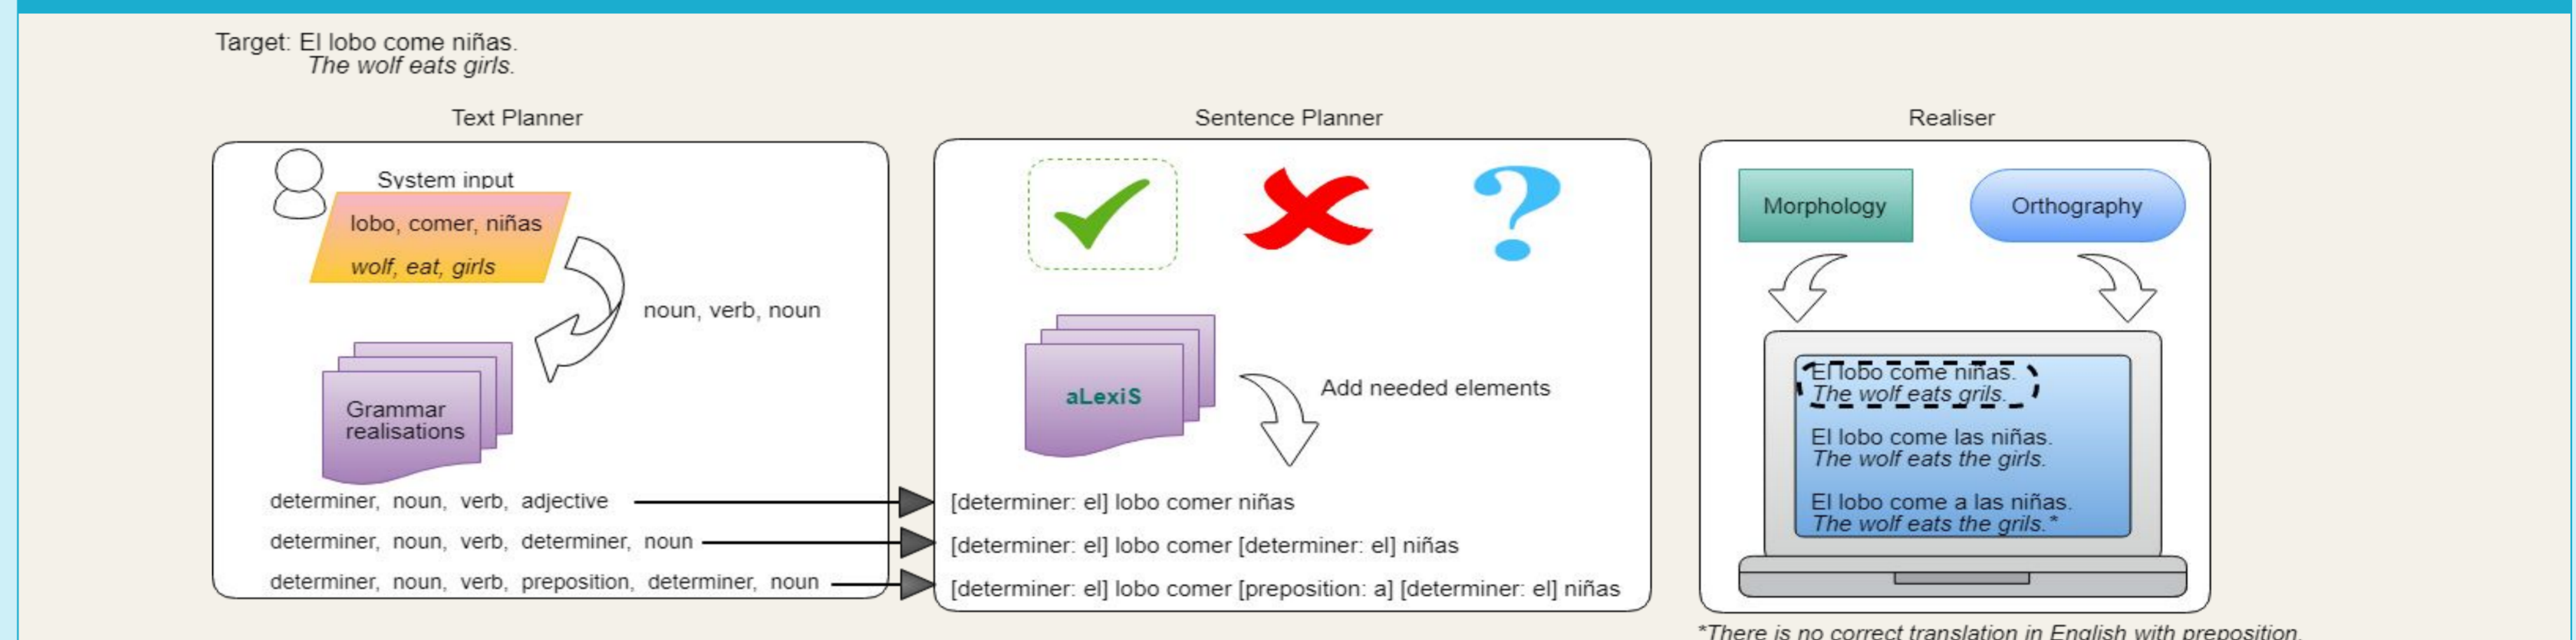 Target: El lobo come niñas.
The wolf eats girls.
Text Planner
System input
lobo, comer, niñas
wolf, eat, girls
noun, verb, noun
Grammar
realisations
determiner, noun, verb, adjective
determiner, noun, verb, determiner, noun
determiner, noun, verb, preposition, determiner, noun
Sentence Planner
aLexiS
Add needed elements
[determiner: el] lobo comer niñas
[determiner: el] lobo comer [determiner: el] niñas
[determiner: el] lobo comer [preposition: a] [determiner: el] niñas
Realiser
Morphology
Orthography
El lobo come niñas.
The wolf eats grils.
El lobo come las niñas.
The wolf eats the girls.
El lobo come a las niñas.
The wolf eats the grils.*
*There is no correct translation in English with preposition.